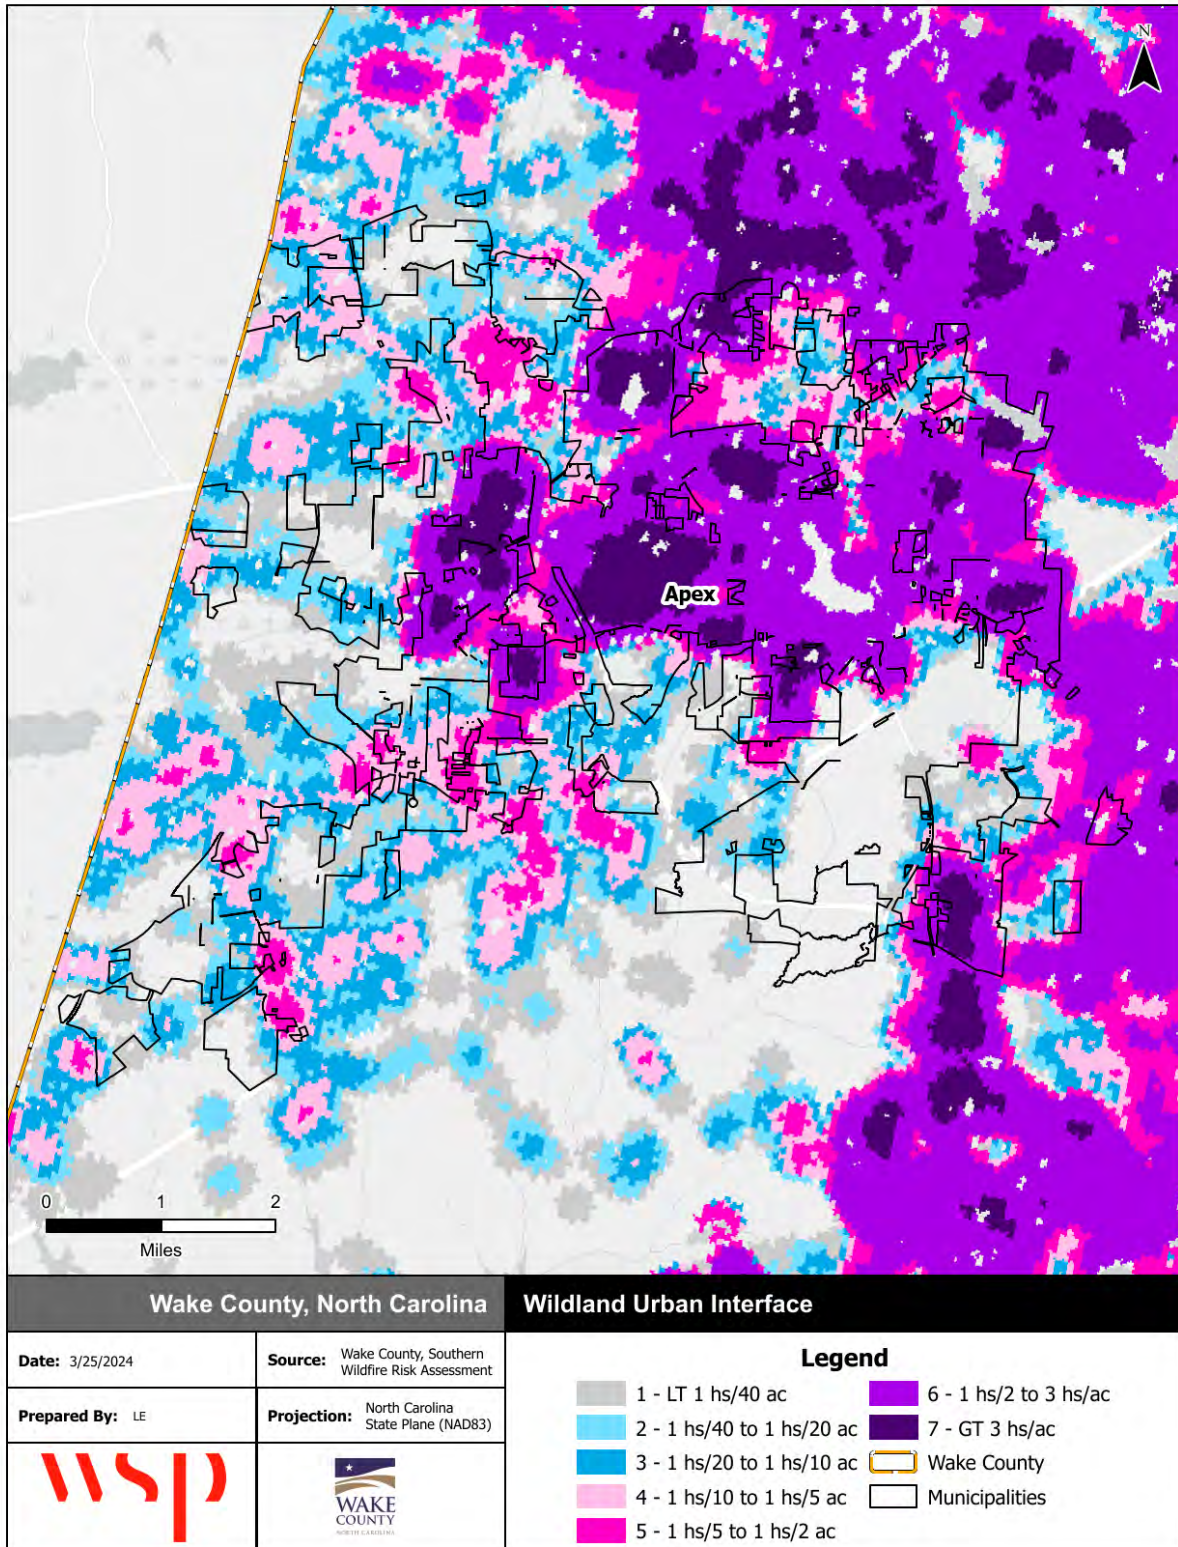 N
Apex
0 1 2
Miles
Wake County, North Carolina
Wildland Urban Interface
Date: 3/25/2024
Source: Wake County, Southern
Wildfire Risk Assessment
Prepared By: LE
Projection: North Carolina
State Plane (NAD83)
wsp
WAKE
COUNTY
NORTH CAROLINA
Legend
1 - LT 1 hs/40 ac
2 - 1 hs/40 to 1 hs/20 ac
3 - 1 hs/20 to 1 hs/10 ac
4 - 1 hs/10 to 1 hs/5 ac
5 - 1 hs/5 to 1 hs/2 ac
6 - 1 hs/2 to 3 hs/ac
7 - GT 3 hs/ac
Wake County
Municipalities